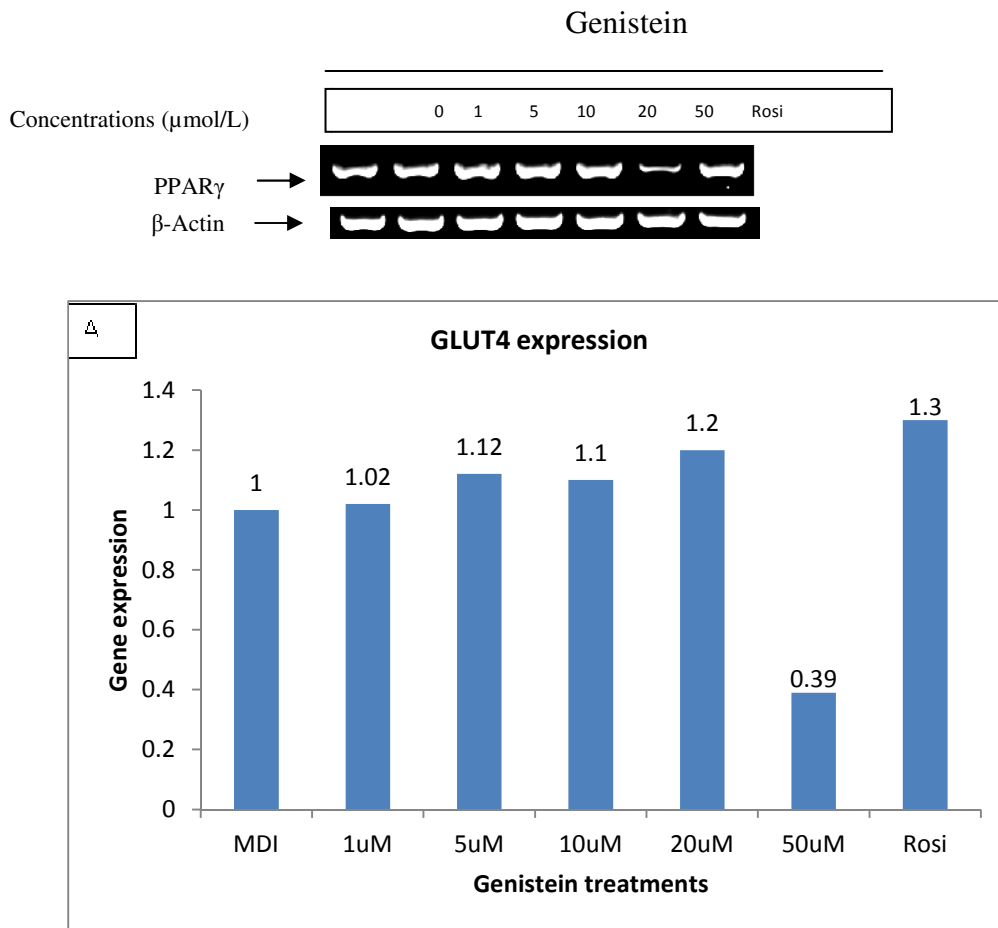 Genistein
Concentrations (µmol/L) 0 1 5 10 20 50 Rosi
PPARγ
β-Actin
A
GLUT4 expression
1.4
1.2
1
0.8
0.6
0.4
0.2
0
Gene expression
1
1.02
1.12
1.1
1.2
0.39
1.3
MDI 1uM 5uM 10uM 20uM 50uM Rosi
Genistein treatments